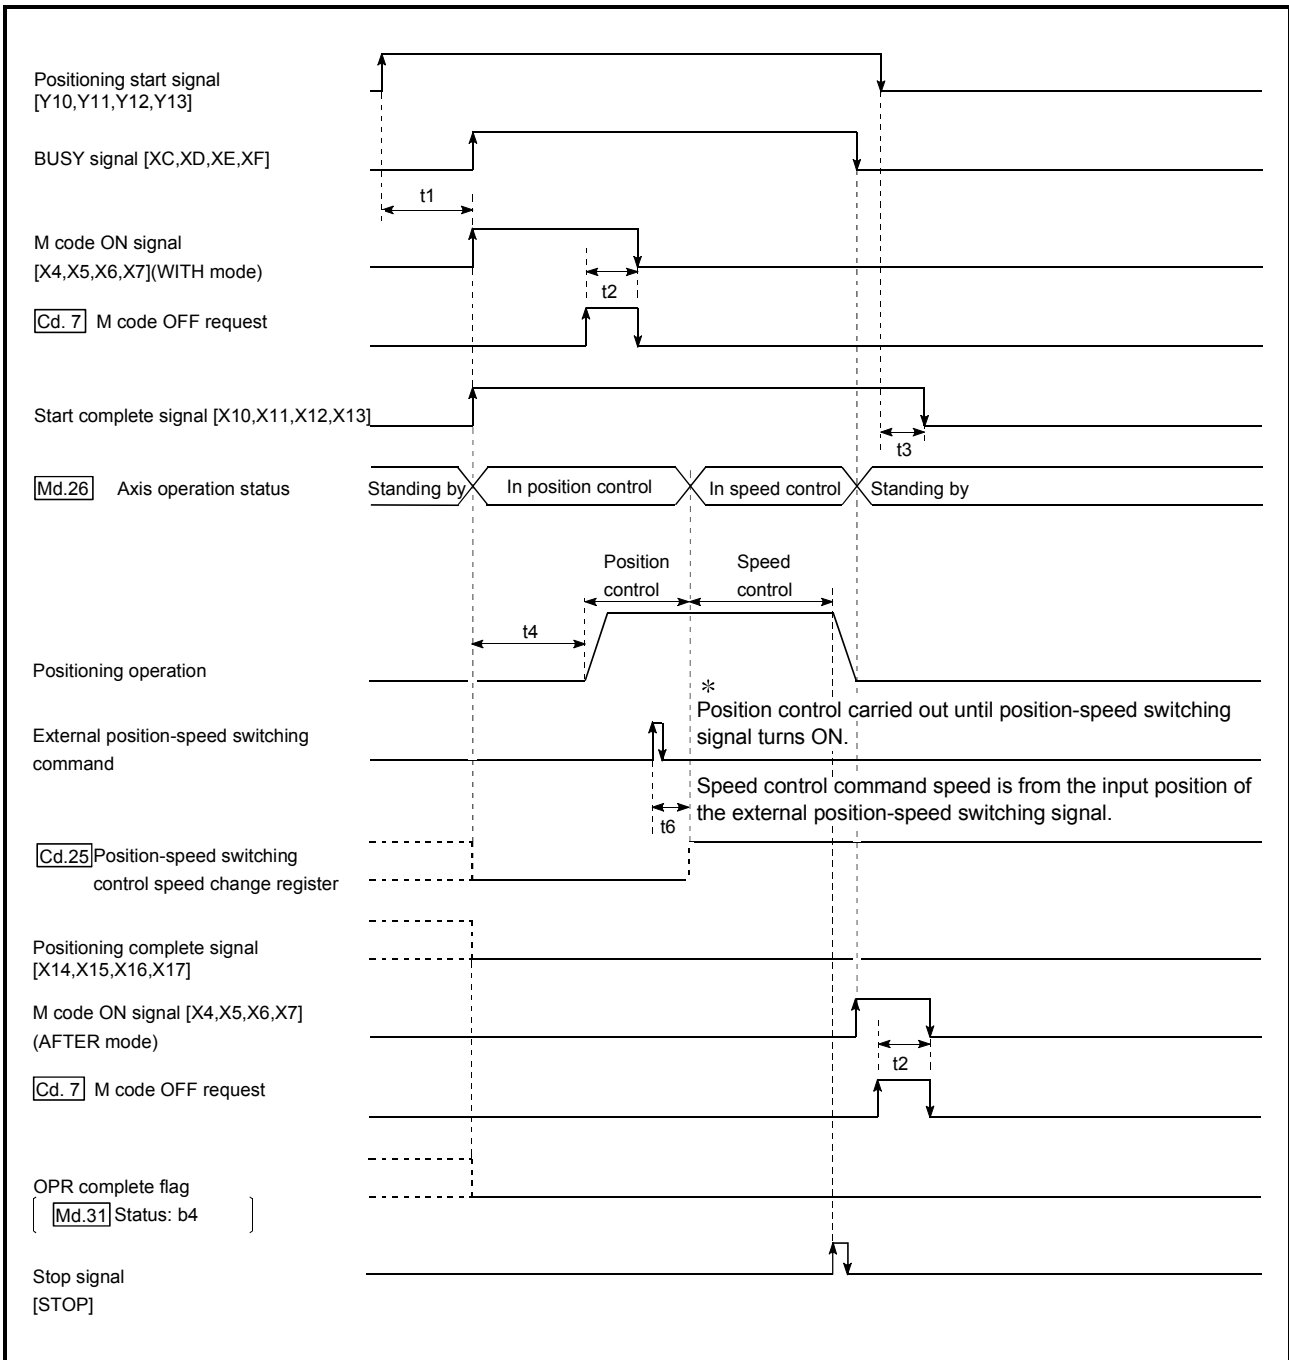 Positioning start signal
[Y10,Y11,Y12,Y13]
BUSY signal [XC,XD,XE,XF]
t1
M code ON signal
[X4,X5,X6,X7](WITH mode)
t2
Cd. 7 M code OFF request
Start complete signal [X10,X11,X12,X13]
t3
Md.26 Axis operation status
Standing by
In position control
In speed control
Standing by
Position
control
Speed
control
t4
Positioning operation
*
Position control carried out until position-speed switching
signal turns ON.
External position-speed switching
command
Speed control command speed is from the input position of
the external position-speed switching signal.
t6
Cd.25 Position-speed switching
control speed change register
Positioning complete signal
[X14,X15,X16,X17]
M code ON signal [X4,X5,X6,X7]
(AFTER mode)
t2
Cd. 7 M code OFF request
OPR complete flag
Md.31 Status: b4
Stop signal
[STOP]